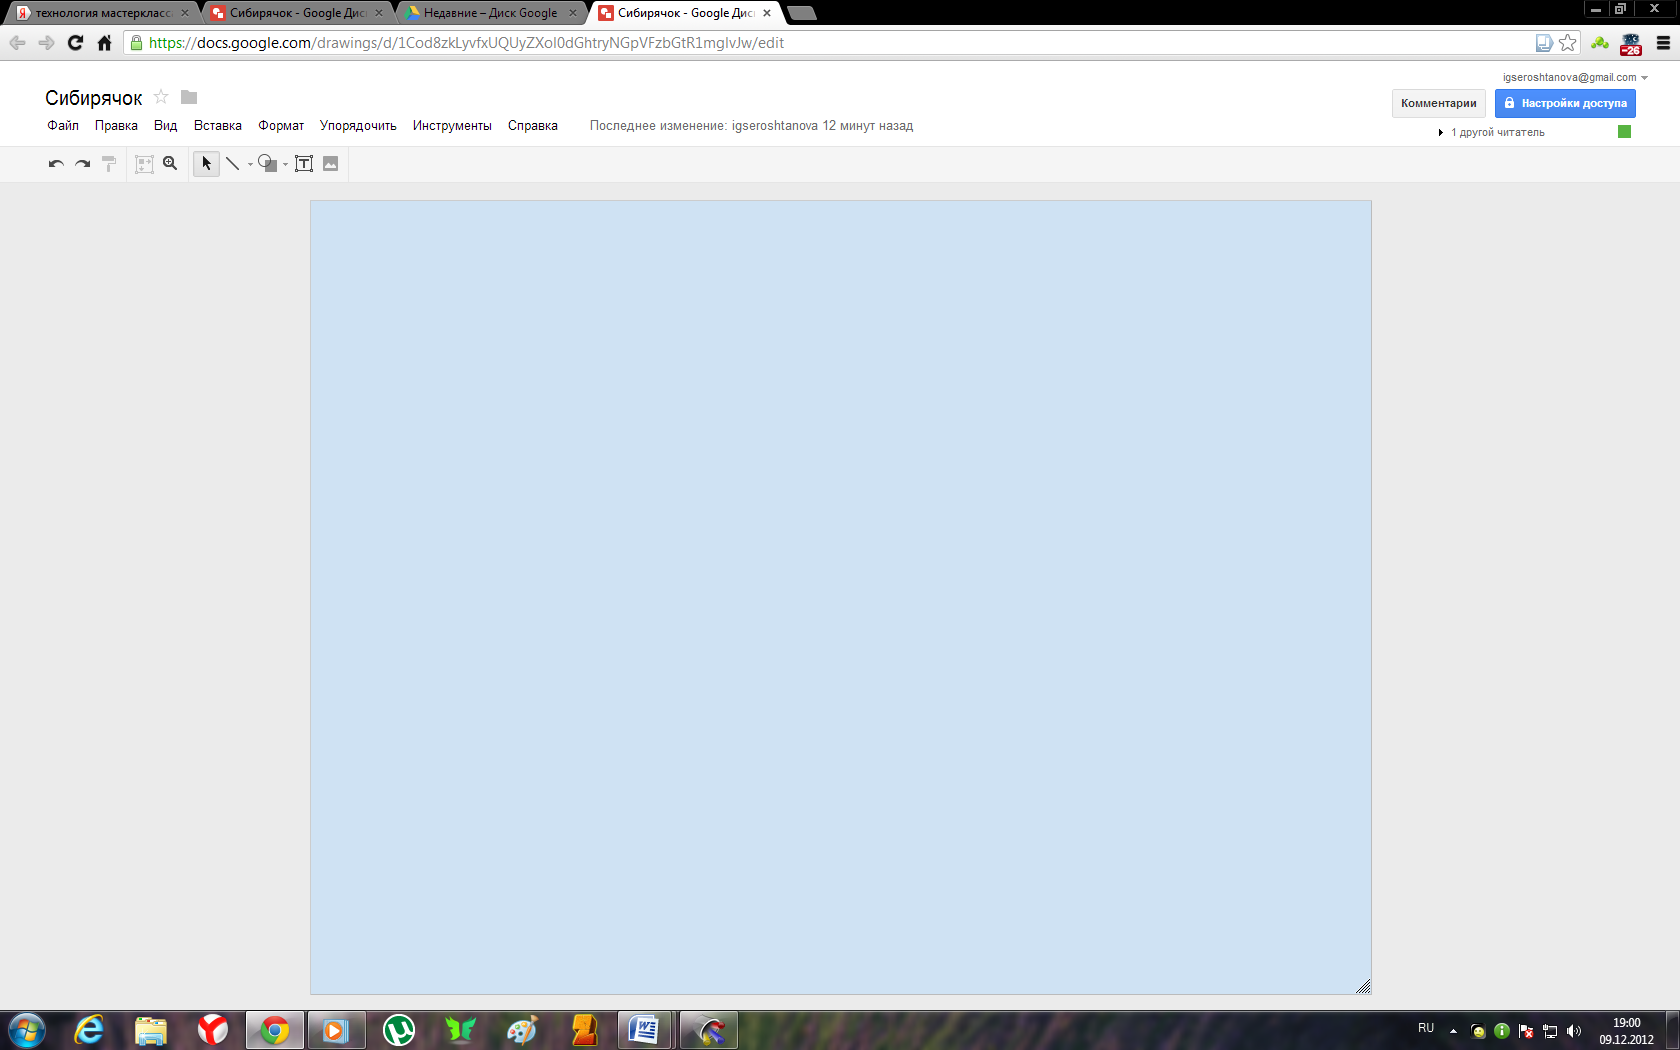 технология мастеркласс
Сибирячок - Google Дис
Недавние – Диск Google
Сибирячок - Google Дис
https://docs.google.com/drawings/d/
-26
igseroshtanova@gmail.com
Сибирячок
Комментарии
Настройки доступа
Файл Правка Вид Вставка Формат Упорядочить Инструменты Справка Последнее изменение: igseroshtanova 12 минут назад
1 другой читатель
RU
19:00
09.12.2012